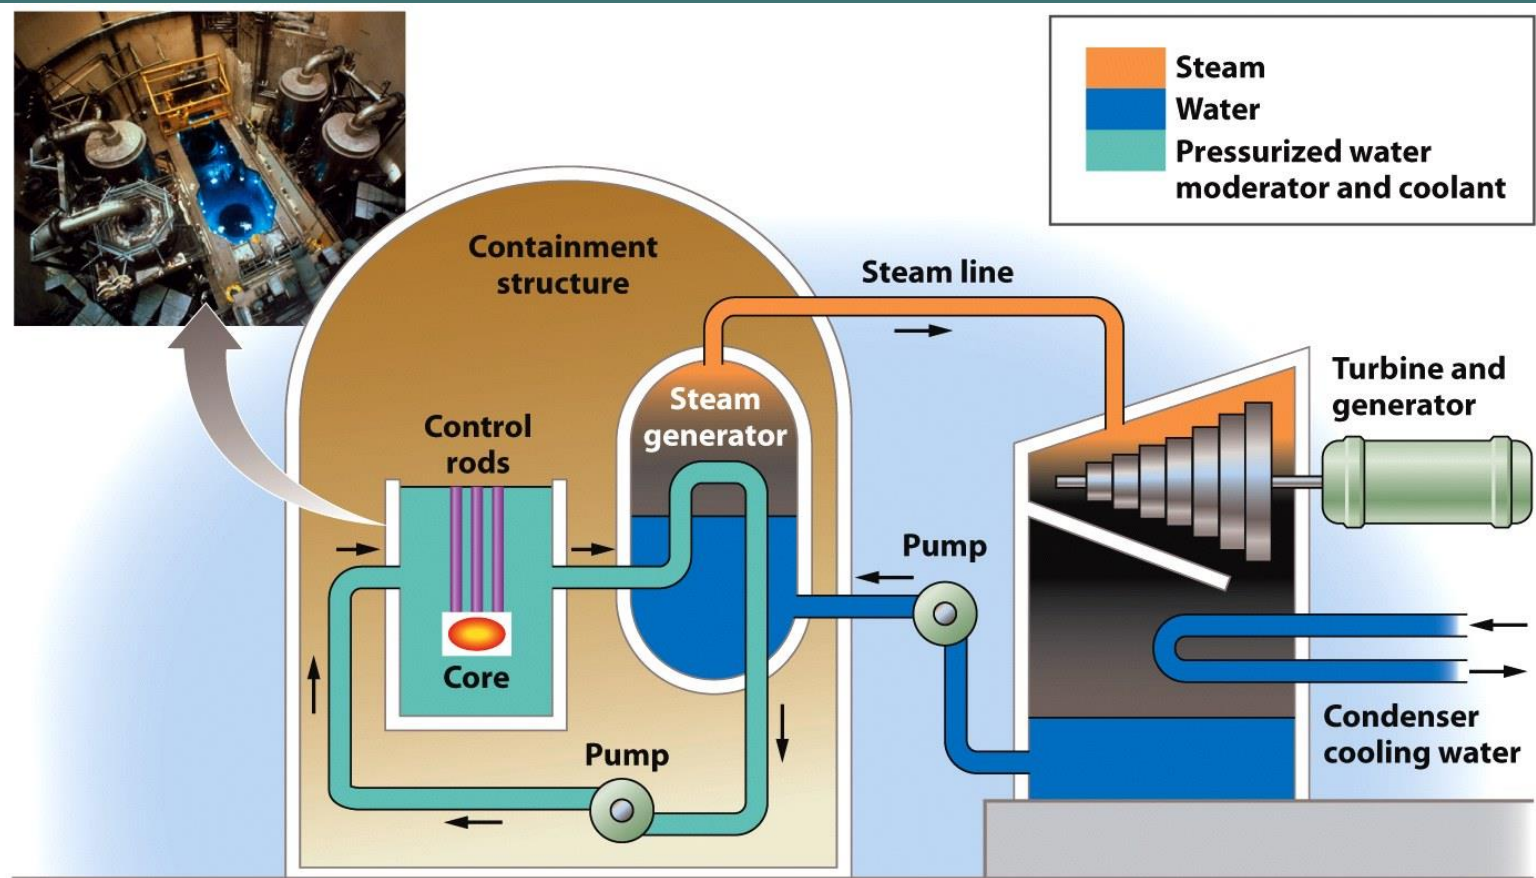 Steam
Water
Pressurized water
moderator and coolant
Containment
structure
Steam line
Turbine and
generator
Steam
generator
Control
rods
Pump
Core
Condenser
cooling water
Pump